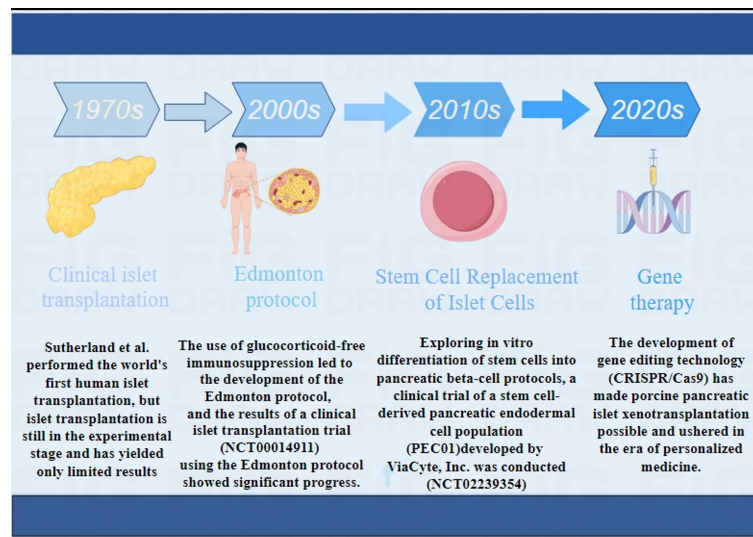 1970s
2000s
2010s
2020s
Clinical islet
transplantation
Edmonton
protocol
Stem Cell Replacement
of Islet Cells
Gene
therapy
Sutherland et al.
performed the world's
first human islet
transplantation, but
islet transplantation is
still in the experimental
stage and has yielded
only limited results
The use of glucocorticoid-free
immunosuppression led to
the development of the
Edmonton protocol,
and the results of a clinical
islet transplantation trial
(NCT00014911)
using the Edmonton protocol
showed significant progress.
Exploring in vitro
differentiation of stem cells into
pancreatic beta-cell protocols, a
clinical trial of a stem cell-
derived pancreatic endodermal
cell population
(PEC01)developed by
ViaCyte, Inc. was conducted
(NCT02239354)
The development of
gene editing technology
(CRISPR/Cas9) has
made porcine pancreatic
islet xenotransplantation
possible and ushered in
the era of personalized
medicine.